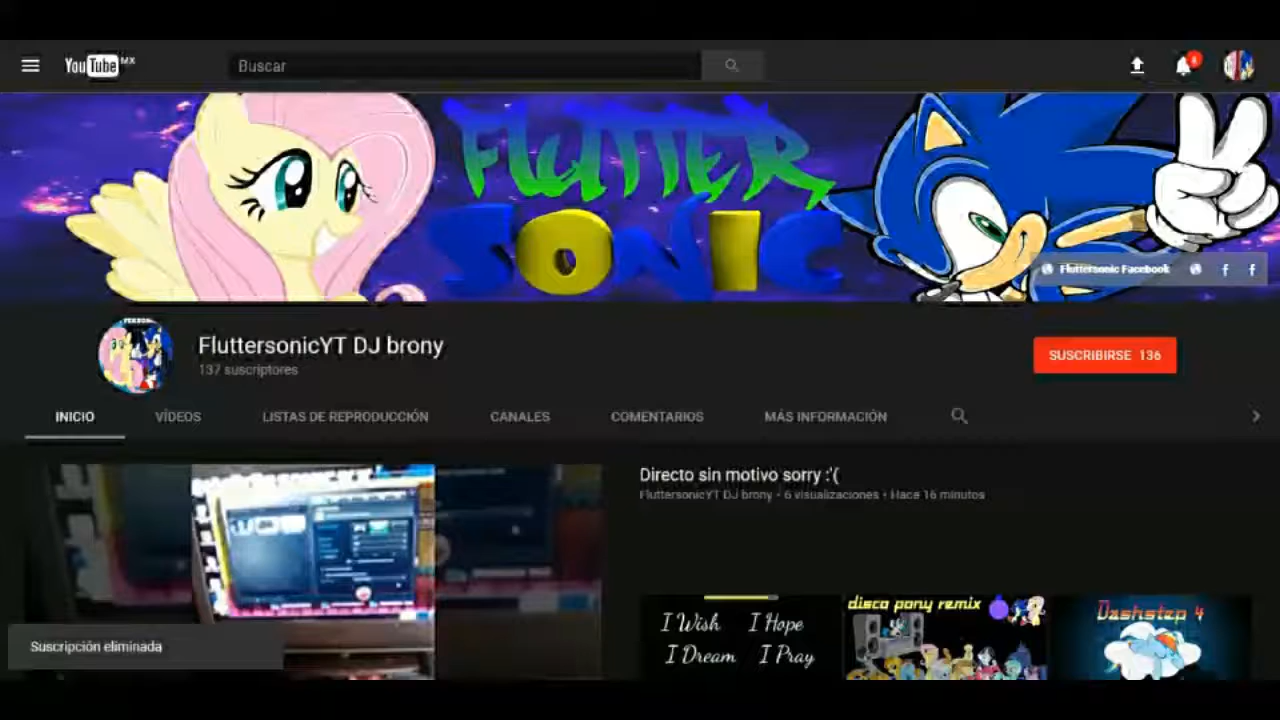 YouTube MX
Buscar
4
FLUTTER
SONIC
Fluttersonic Facebook
FluttersonicYT DJ brony
137 suscriptores
SUSCRIBIRSE 136
INICIO
VÍDEOS
LISTAS DE REPRODUCCIÓN
CANALES
COMENTARIOS
MÁS INFORMACIÓN
Directo sin motivo sorry :'(
FluttersonicYT DJ brony • 6 visualizaciones • Hace 16 minutos
I Wish I Hope
I Dream I Pray
disco pony remix
Dashstep 4
Suscripción eliminada